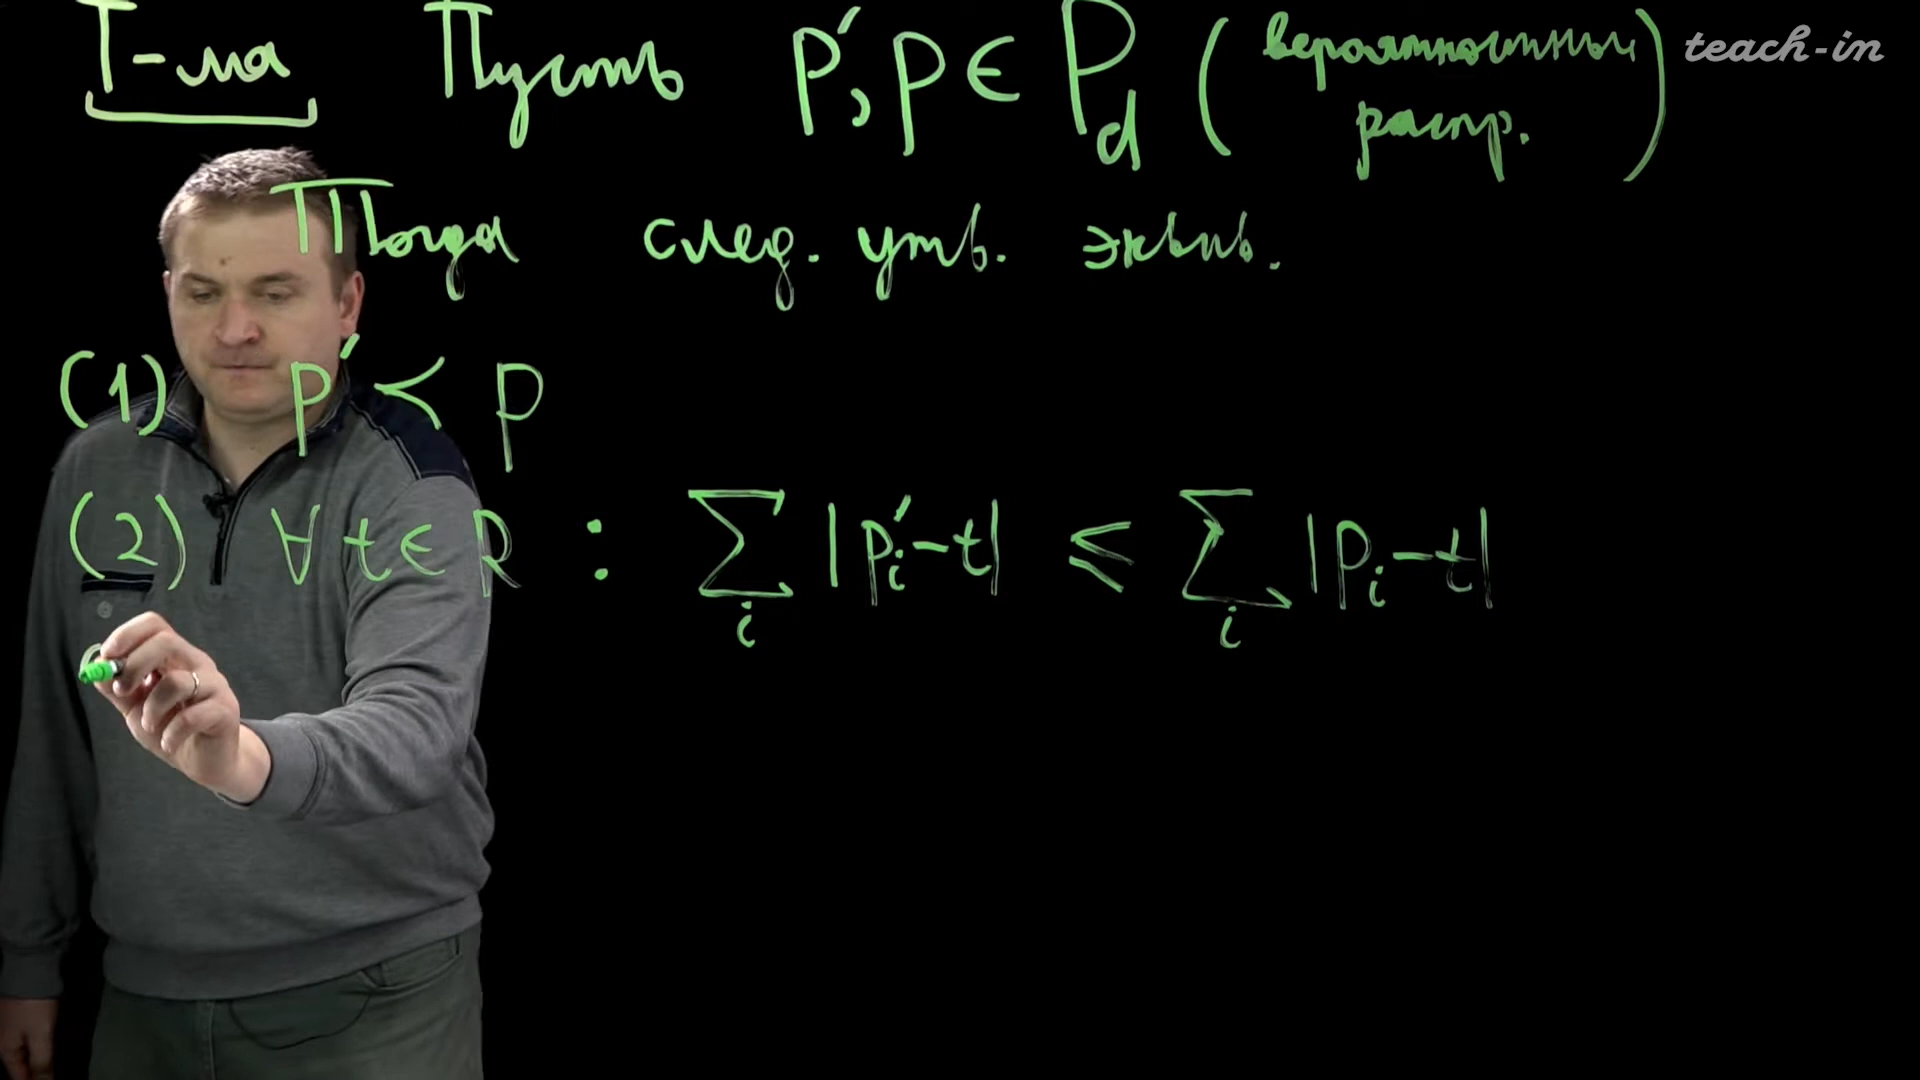 Т-ма Пусть p′, p ∈ P_d (вероятностные распр.) teach-in
Тогда след. утв. эквив.
(1) p′ ≺ p
(2) ∀ t ∈ R : ∑_i |p′_i − t| ⩽ ∑_i |p_i − t|